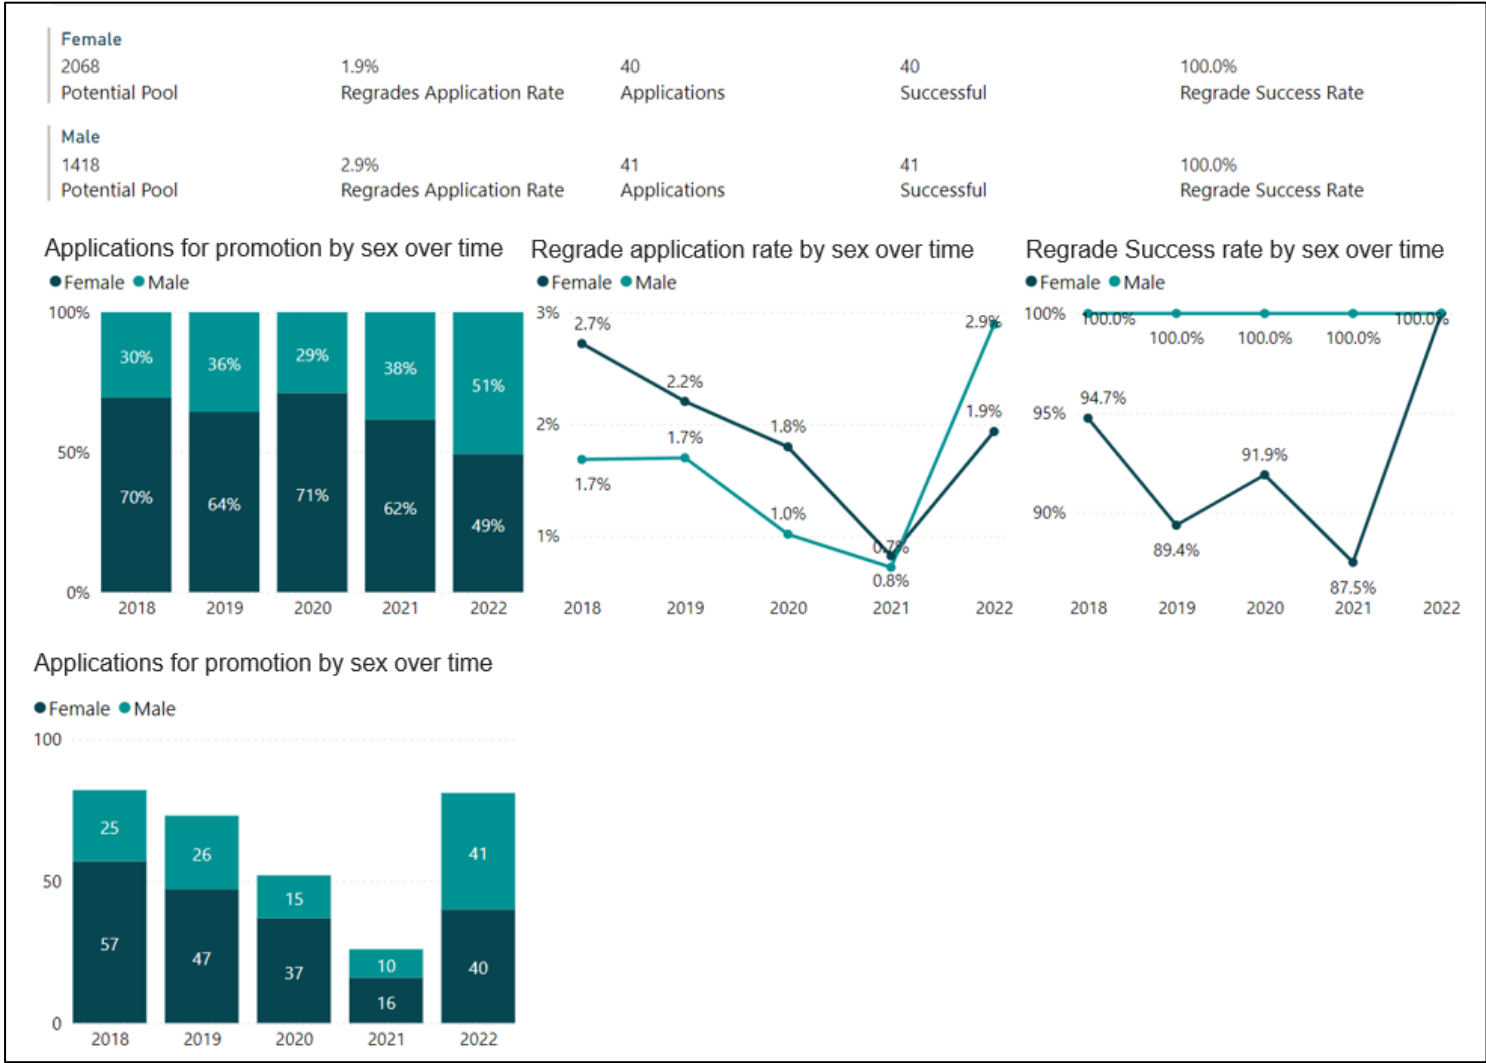 Female
2068 1.9% 40 40 100.0%
Potential Pool Regrades Application Rate Applications Successful Regrade Success Rate
Male
1418 2.9% 41 41 100.0%
Potential Pool Regrades Application Rate Applications Successful Regrade Success Rate
Applications for promotion by sex over time
Female Male
100%
50%
0%
30% 36% 29% 38% 51%
70% 64% 71% 62% 49%
2018 2019 2020 2021 2022
Regrade application rate by sex over time
Female Male
3%
2%
1%
2.7% 2.2% 1.8% 0.7% 1.9%
1.7% 1.7% 1.0% 0.8% 2.9%
2018 2019 2020 2021 2022
Regrade Success rate by sex over time
Female Male
100%
95%
90%
100.0% 100.0% 100.0% 100.0% 100.0%
94.7% 89.4% 91.9% 87.5%
2018 2019 2020 2021 2022
Applications for promotion by sex over time
Female Male
100
50
0
25 26 15 10 41
57 47 37 16 40
2018 2019 2020 2021 2022